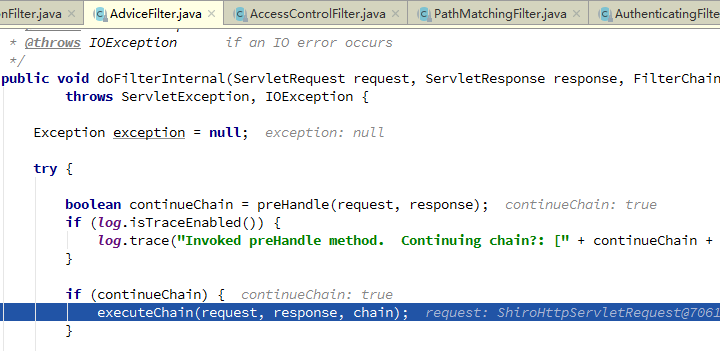 onFilter.java × AdviceFilter.java × AccessControlFilter.java × PathMatchingFilter.java × AuthenticatingFilte
* @throws IOException if an IO error occurs
*/
public void doFilterInternal(ServletRequest request, ServletResponse response, FilterChain
throws ServletException, IOException {
Exception exception = null; exception: null
try {
boolean continueChain = preHandle(request, response); continueChain: true
if (log.isTraceEnabled()) {
log.trace("Invoked preHandle method.  Continuing chain?: [" + continueChain +
}
if (continueChain) { continueChain: true
executeChain(request, response, chain); request: ShiroHttpServletRequest@7061
}